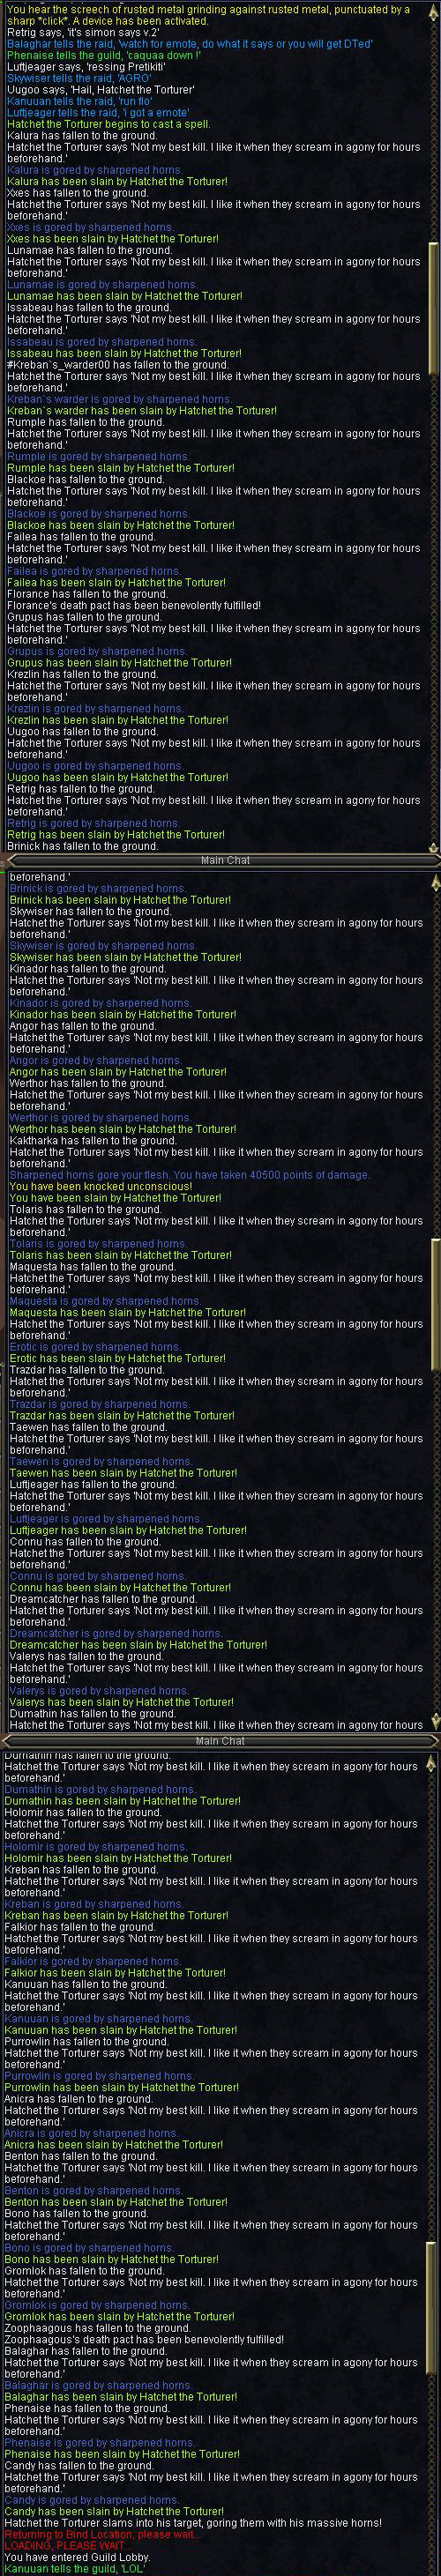 You hear the screech of rusted metal grinding against rusted metal, punctuated by a
sharp *click*. A device has been activated.
Retrig says, 'it's simon says v.2'
Balaghar tells the raid, 'watch for emote, do what it says or you will get DTed'
Phenaise tells the guild, 'caquaa down !'
Luftjeager says, 'ressing Pretikiti'
Skywiser tells the raid, 'AGRO'
Uugoo says, 'Hail, Hatchet the Torturer'
Kanuuan tells the raid, 'run flo'
Luftjeager tells the raid, 'i got a emote'
Hatchet the Torturer begins to cast a spell.
Kalura has fallen to the ground.
Hatchet the Torturer says 'Not my best kill. I like it when they scream in agony for hours
beforehand.'
Kalura is gored by sharpened horns.
Kalura has been slain by Hatchet the Torturer!
Xxes has fallen to the ground.
Hatchet the Torturer says 'Not my best kill. I like it when they scream in agony for hours
beforehand.'
Xxes is gored by sharpened horns.
Xxes has been slain by Hatchet the Torturer!
Lunamae has fallen to the ground.
Hatchet the Torturer says 'Not my best kill. I like it when they scream in agony for hours
beforehand.'
Lunamae is gored by sharpened horns.
Lunamae has been slain by Hatchet the Torturer!
Issabeau has fallen to the ground.
Hatchet the Torturer says 'Not my best kill. I like it when they scream in agony for hours
beforehand.'
Issabeau is gored by sharpened horns.
Issabeau has been slain by Hatchet the Torturer!
#Kreban`s_warder00 has fallen to the ground.
Hatchet the Torturer says 'Not my best kill. I like it when they scream in agony for hours
beforehand.'
Kreban`s warder is gored by sharpened horns.
Kreban`s warder has been slain by Hatchet the Torturer!
Rumple has fallen to the ground.
Hatchet the Torturer says 'Not my best kill. I like it when they scream in agony for hours
beforehand.'
Rumple is gored by sharpened horns.
Rumple has been slain by Hatchet the Torturer!
Blackoe has fallen to the ground.
Hatchet the Torturer says 'Not my best kill. I like it when they scream in agony for hours
beforehand.'
Blackoe is gored by sharpened horns.
Blackoe has been slain by Hatchet the Torturer!
Failea has fallen to the ground.
Hatchet the Torturer says 'Not my best kill. I like it when they scream in agony for hours
beforehand.'
Failea is gored by sharpened horns.
Failea has been slain by Hatchet the Torturer!
Florance has fallen to the ground.
Florance's death pact has been benevolently fulfilled!
Grupus has fallen to the ground.
Hatchet the Torturer says 'Not my best kill. I like it when they scream in agony for hours
beforehand.'
Grupus is gored by sharpened horns.
Grupus has been slain by Hatchet the Torturer!
Krezlin has fallen to the ground.
Hatchet the Torturer says 'Not my best kill. I like it when they scream in agony for hours
beforehand.'
Krezlin is gored by sharpened horns.
Krezlin has been slain by Hatchet the Torturer!
Uugoo has fallen to the ground.
Hatchet the Torturer says 'Not my best kill. I like it when they scream in agony for hours
beforehand.'
Uugoo is gored by sharpened horns.
Uugoo has been slain by Hatchet the Torturer!
Retrig has fallen to the ground.
Hatchet the Torturer says 'Not my best kill. I like it when they scream in agony for hours
beforehand.'
Retrig is gored by sharpened horns.
Retrig has been slain by Hatchet the Torturer!
Brinick has fallen to the ground.
Main Chat
beforehand.'
Brinick is gored by sharpened horns.
Brinick has been slain by Hatchet the Torturer!
Skywiser has fallen to the ground.
Hatchet the Torturer says 'Not my best kill. I like it when they scream in agony for hours
beforehand.'
Skywiser is gored by sharpened horns.
Skywiser has been slain by Hatchet the Torturer!
Kinador has fallen to the ground.
Hatchet the Torturer says 'Not my best kill. I like it when they scream in agony for hours
beforehand.'
Kinador is gored by sharpened horns.
Kinador has been slain by Hatchet the Torturer!
Angor has fallen to the ground.
Hatchet the Torturer says 'Not my best kill. I like it when they scream in agony for hours
beforehand.'
Angor is gored by sharpened horns.
Angor has been slain by Hatchet the Torturer!
Werthor has fallen to the ground.
Hatchet the Torturer says 'Not my best kill. I like it when they scream in agony for hours
beforehand.'
Werthor is gored by sharpened horns.
Werthor has been slain by Hatchet the Torturer!
Kaktharka has fallen to the ground.
Hatchet the Torturer says 'Not my best kill. I like it when they scream in agony for hours
beforehand.'
Sharpened horns gore your flesh. You have taken 40500 points of damage.
You have been knocked unconscious!
You have been slain by Hatchet the Torturer!
Tolaris has fallen to the ground.
Hatchet the Torturer says 'Not my best kill. I like it when they scream in agony for hours
beforehand.'
Tolaris is gored by sharpened horns.
Tolaris has been slain by Hatchet the Torturer!
Maquesta has fallen to the ground.
Hatchet the Torturer says 'Not my best kill. I like it when they scream in agony for hours
beforehand.'
Maquesta is gored by sharpened horns.
Maquesta has been slain by Hatchet the Torturer!
Hatchet the Torturer says 'Not my best kill. I like it when they scream in agony for hours
beforehand.'
Erotic is gored by sharpened horns.
Erotic has been slain by Hatchet the Torturer!
Trazdar has fallen to the ground.
Hatchet the Torturer says 'Not my best kill. I like it when they scream in agony for hours
beforehand.'
Trazdar is gored by sharpened horns.
Trazdar has been slain by Hatchet the Torturer!
Taewen has fallen to the ground.
Hatchet the Torturer says 'Not my best kill. I like it when they scream in agony for hours
beforehand.'
Taewen is gored by sharpened horns.
Taewen has been slain by Hatchet the Torturer!
Luftjeager has fallen to the ground.
Hatchet the Torturer says 'Not my best kill. I like it when they scream in agony for hours
beforehand.'
Luftjeager is gored by sharpened horns.
Luftjeager has been slain by Hatchet the Torturer!
Connu has fallen to the ground.
Hatchet the Torturer says 'Not my best kill. I like it when they scream in agony for hours
beforehand.'
Connu is gored by sharpened horns.
Connu has been slain by Hatchet the Torturer!
Dreamcatcher has fallen to the ground.
Hatchet the Torturer says 'Not my best kill. I like it when they scream in agony for hours
beforehand.'
Dreamcatcher is gored by sharpened horns.
Dreamcatcher has been slain by Hatchet the Torturer!
Valerys has fallen to the ground.
Hatchet the Torturer says 'Not my best kill. I like it when they scream in agony for hours
beforehand.'
Valerys is gored by sharpened horns.
Valerys has been slain by Hatchet the Torturer!
Dumathin has fallen to the ground.
Hatchet the Torturer says 'Not my best kill. I like it when they scream in agony for hours
Main Chat
Dumathin has fallen to the ground.
Hatchet the Torturer says 'Not my best kill. I like it when they scream in agony for hours
beforehand.'
Dumathin is gored by sharpened horns.
Dumathin has been slain by Hatchet the Torturer!
Holomir has fallen to the ground.
Hatchet the Torturer says 'Not my best kill. I like it when they scream in agony for hours
beforehand.'
Holomir is gored by sharpened horns.
Holomir has been slain by Hatchet the Torturer!
Kreban has fallen to the ground.
Hatchet the Torturer says 'Not my best kill. I like it when they scream in agony for hours
beforehand.'
Kreban is gored by sharpened horns.
Kreban has been slain by Hatchet the Torturer!
Falkior has fallen to the ground.
Hatchet the Torturer says 'Not my best kill. I like it when they scream in agony for hours
beforehand.'
Falkior is gored by sharpened horns.
Falkior has been slain by Hatchet the Torturer!
Kanuuan has fallen to the ground.
Hatchet the Torturer says 'Not my best kill. I like it when they scream in agony for hours
beforehand.'
Kanuuan is gored by sharpened horns.
Kanuuan has been slain by Hatchet the Torturer!
Purrowlin has fallen to the ground.
Hatchet the Torturer says 'Not my best kill. I like it when they scream in agony for hours
beforehand.'
Purrowlin is gored by sharpened horns.
Purrowlin has been slain by Hatchet the Torturer!
Anicra has fallen to the ground.
Hatchet the Torturer says 'Not my best kill. I like it when they scream in agony for hours
beforehand.'
Anicra is gored by sharpened horns.
Anicra has been slain by Hatchet the Torturer!
Benton has fallen to the ground.
Hatchet the Torturer says 'Not my best kill. I like it when they scream in agony for hours
beforehand.'
Benton is gored by sharpened horns.
Benton has been slain by Hatchet the Torturer!
Bono has fallen to the ground.
Hatchet the Torturer says 'Not my best kill. I like it when they scream in agony for hours
beforehand.'
Bono is gored by sharpened horns.
Bono has been slain by Hatchet the Torturer!
Gromlok has fallen to the ground.
Hatchet the Torturer says 'Not my best kill. I like it when they scream in agony for hours
beforehand.'
Gromlok is gored by sharpened horns.
Gromlok has been slain by Hatchet the Torturer!
Zoophaagous has fallen to the ground.
Zoophaagous's death pact has been benevolently fulfilled!
Balaghar has fallen to the ground.
Hatchet the Torturer says 'Not my best kill. I like it when they scream in agony for hours
beforehand.'
Balaghar is gored by sharpened horns.
Balaghar has been slain by Hatchet the Torturer!
Phenaise has fallen to the ground.
Hatchet the Torturer says 'Not my best kill. I like it when they scream in agony for hours
beforehand.'
Phenaise is gored by sharpened horns.
Phenaise has been slain by Hatchet the Torturer!
Candy has fallen to the ground.
Hatchet the Torturer says 'Not my best kill. I like it when they scream in agony for hours
beforehand.'
Candy is gored by sharpened horns.
Candy has been slain by Hatchet the Torturer!
Hatchet the Torturer slams into his target, goring them with his massive horns!
Returning to Bind Location, please wait...
LOADING, PLEASE WAIT...
You have entered Guild Lobby.
Kanuuan tells the guild, 'LOL'